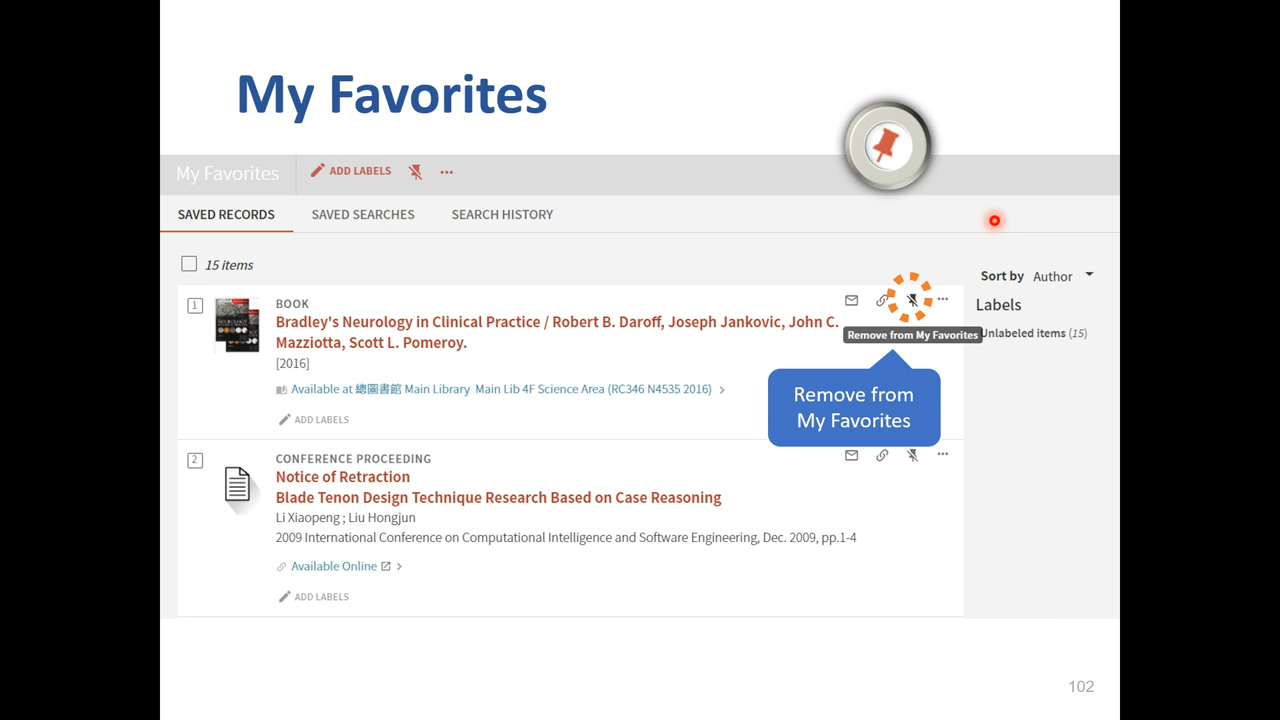 My Favorites
My Favorites
ADD LABELS
SAVED RECORDS
SAVED SEARCHES
SEARCH HISTORY
15 items
Sort by Author
Labels
Unlabeled items (15)
1
BOOK
Bradley's Neurology in Clinical Practice / Robert B. Daroff, Joseph Jankovic, John C.
Mazziotta, Scott L. Pomeroy.
[2016]
Available at 總圖書館 Main Library Main Lib 4F Science Area (RC346 N4535 2016)
ADD LABELS
Remove from My Favorites
Remove from
My Favorites
2
CONFERENCE PROCEEDING
Notice of Retraction
Blade Tenon Design Technique Research Based on Case Reasoning
Li Xiaopeng ; Liu Hongjun
2009 International Conference on Computational Intelligence and Software Engineering, Dec. 2009, pp.1-4
Available Online
ADD LABELS
102